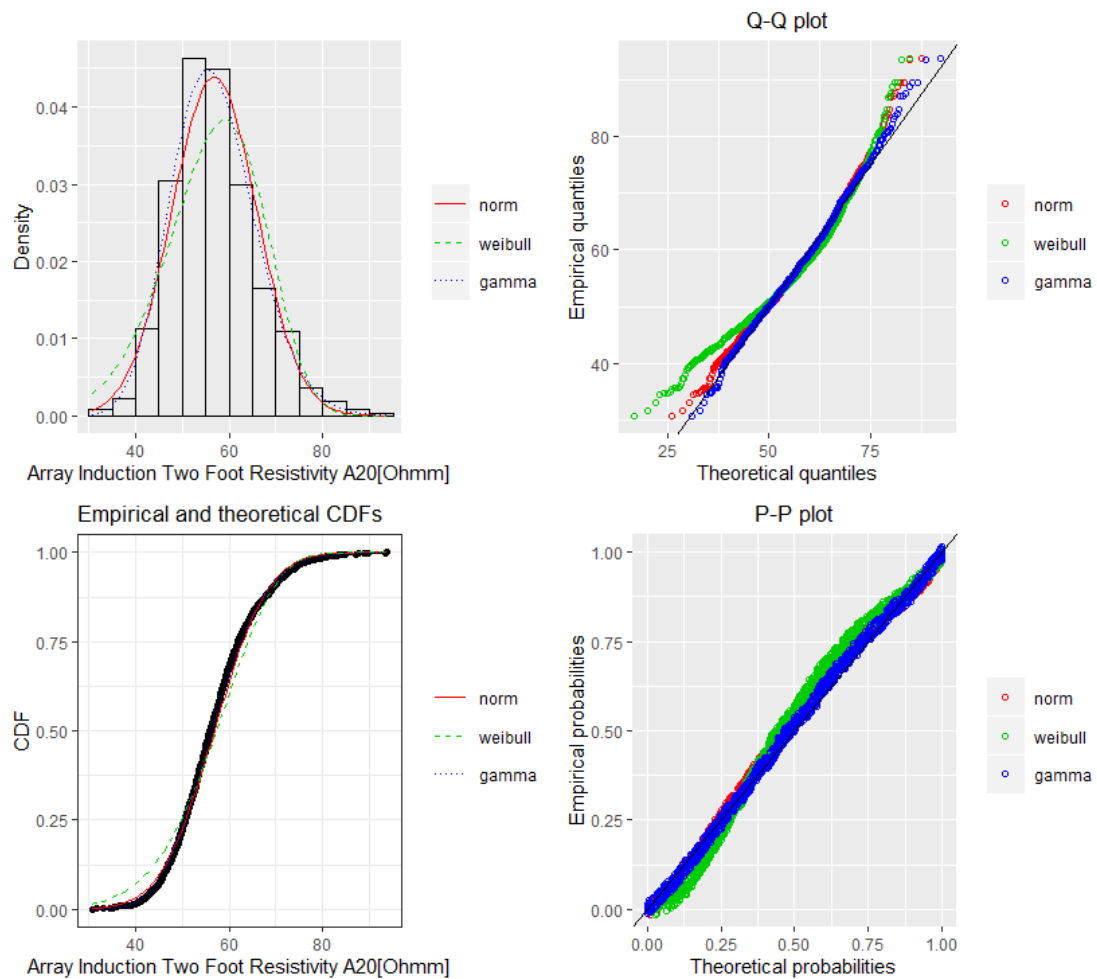 Density
0.04
0.03
0.02
0.01
0.00
40
60
80
Array Induction Two Foot Resistivity A20[Ohmm]
norm
weibull
gamma
Q-Q plot
Empirical quantiles
80
60
40
25
50
75
Theoretical quantiles
norm
weibull
gamma
Empirical and theoretical CDFs
CDF
1.00
0.75
0.50
0.25
0.00
40
60
80
Array Induction Two Foot Resistivity A20[Ohmm]
norm
weibull
gamma
P-P plot
Empirical probabilities
1.00
0.75
0.50
0.25
0.00
0.00
0.25
0.50
0.75
1.00
Theoretical probabilities
norm
weibull
gamma